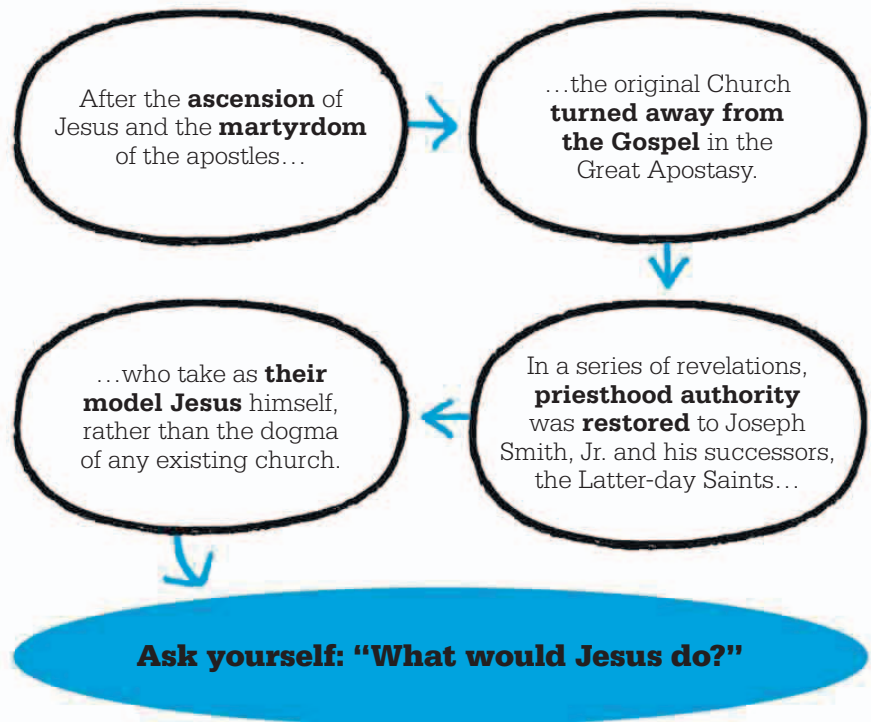 After the ascension of
Jesus and the martyrdom
of the apostles…
…the original Church
turned away from
the Gospel in the
Great Apostasy.
In a series of revelations,
priesthood authority
was restored to Joseph
Smith, Jr. and his successors,
the Latter-day Saints…
…who take as their
model Jesus himself,
rather than the dogma
of any existing church.
Ask yourself: “What would Jesus do?”